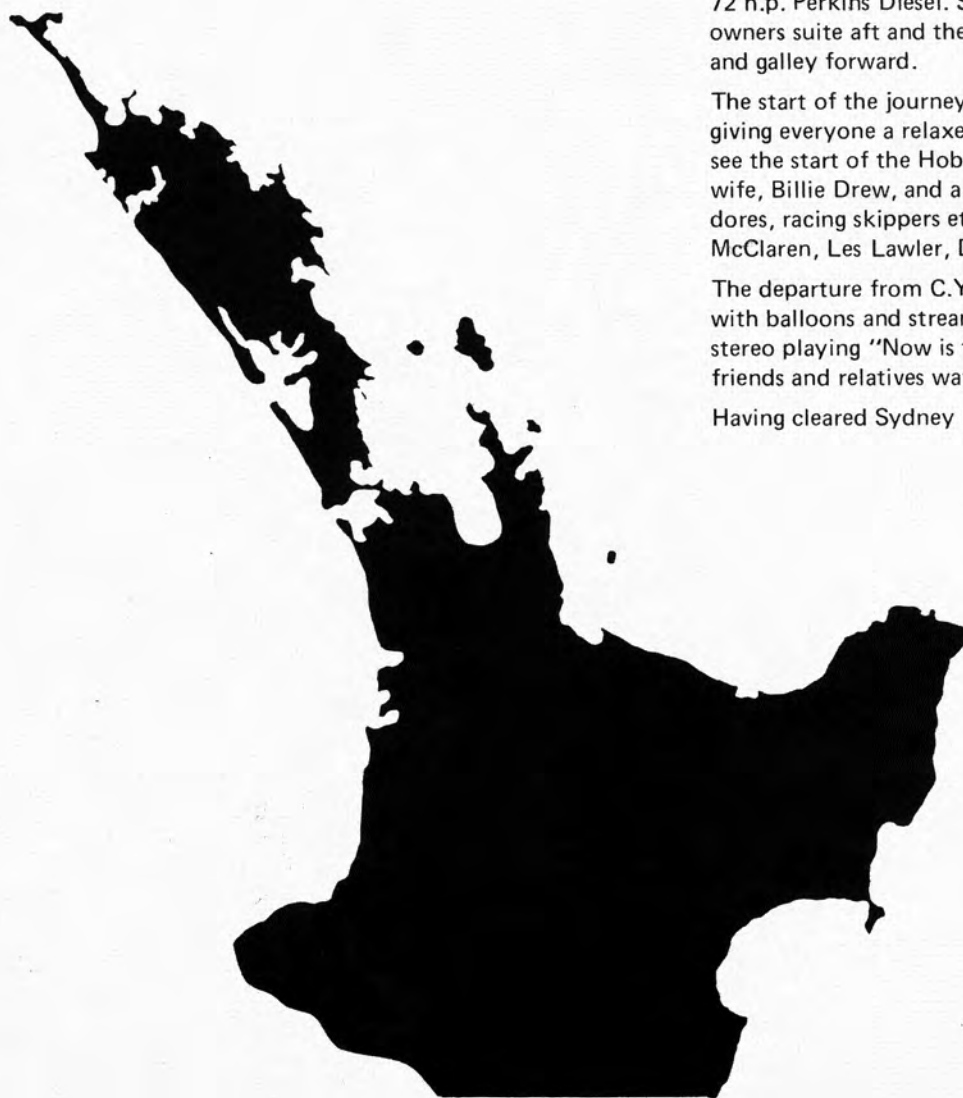 72 h.p. Perkins Diesel. S
owners suite aft and the
and galley forward.
The start of the journey
giving everyone a relaxe
see the start of the Hob
wife, Billie Drew, and a
dores, racing skippers et
McClaren, Les Lawler, D
The departure from C.Y
with balloons and stream
stereo playing "Now is t
friends and relatives wa
Having cleared Sydney